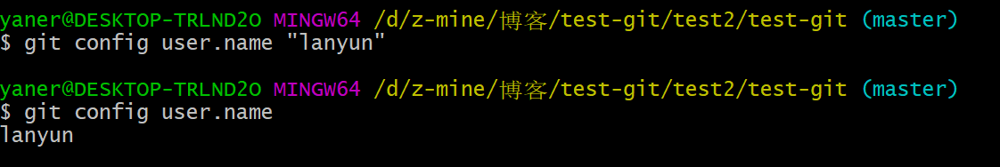 yaner@DESKTOP-TRLND2O MINGW64 /d/z-mine/博客/test-git/test2/test-git (master)
$ git config user.name "lanyun"
yaner@DESKTOP-TRLND2O MINGW64 /d/z-mine/博客/test-git/test2/test-git (master)
$ git config user.name
lanyun